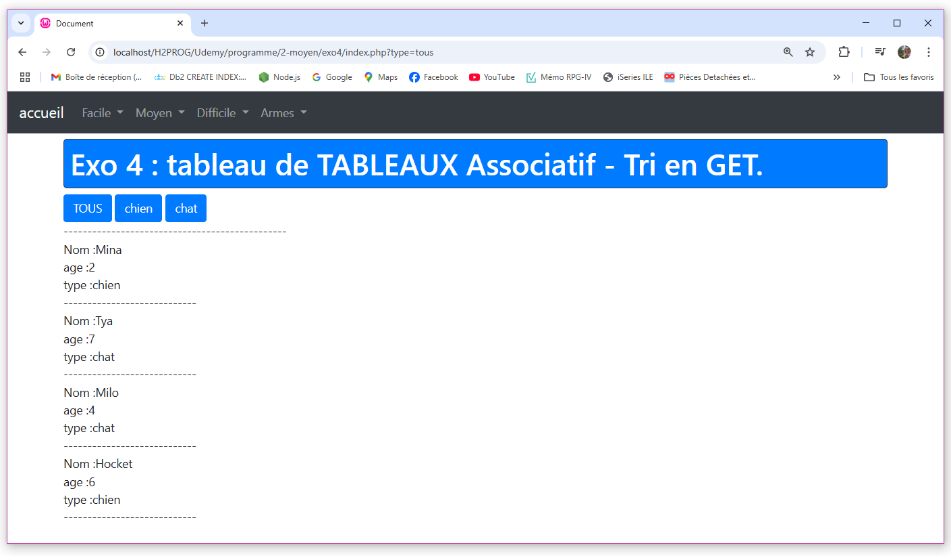 Document
localhost/H2PROG/Udemy/programme/2-moyen/exo4/index.php?type=tous
Boîte de réception (... Db2 CREATE INDEX:... Node.js Google Maps Facebook YouTube Mémo RPG-IV iSeries ILE Pièces Detachées et... » Tous les favoris
accueil Facile Moyen Difficile Armes
Exo 4 : tableau de TABLEAUX Associatif - Tri en GET.
TOUS chien chat
---------------------------------------------
Nom :Mina
age :2
type :chien
---------------------------
Nom :Tya
age :7
type :chat
---------------------------
Nom :Milo
age :4
type :chat
---------------------------
Nom :Hocket
age :6
type :chien
---------------------------